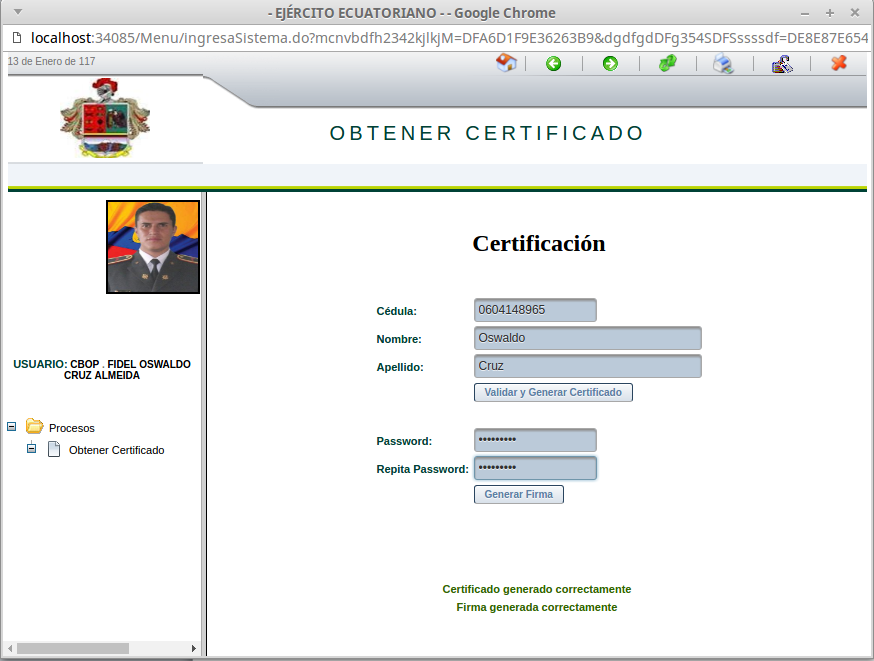 - EJÉRCITO ECUATORIANO - - Google Chrome
localhost:34085/Menu/ingresaSistema.do?mcnvbdfh2342kjlkjM=DFA6D1F9E36263B9&dgdfgdDFg354SDFSsssssdf=DE8E87E654
13 de Enero de 117
OBTENER CERTIFICADO
Certificación
Cédula: 0604148965
Nombre: Oswaldo
Apellido: Cruz
Validar y Generar Certificado
Password: •••••••••
Repita Password: •••••••••
Generar Firma
Certificado generado correctamente
Firma generada correctamente
USUARIO: CBOP . FIDEL OSWALDO
CRUZ ALMEIDA
Procesos
Obtener Certificado